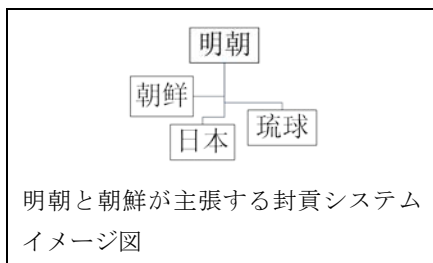 明朝
朝鮮
日本
琉球
明朝と朝鮮が主張する封貢システム
イメージ図